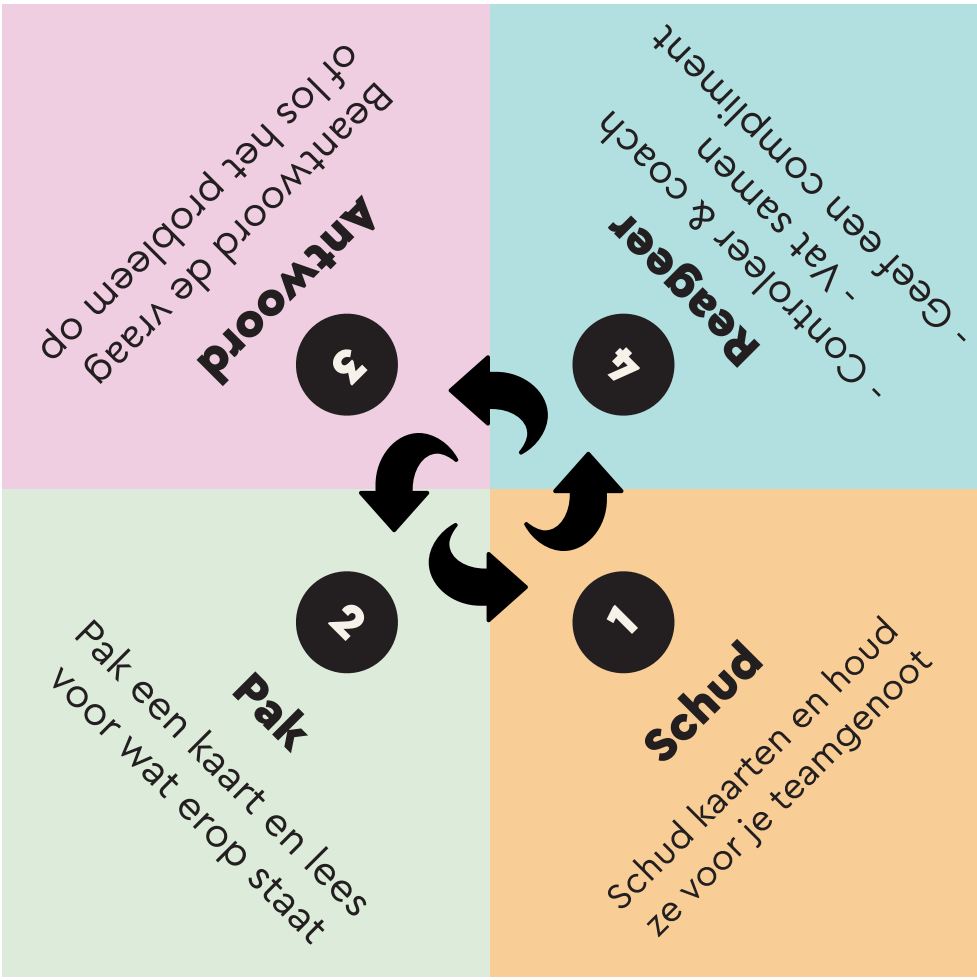 1
Schud
Schud kaarten en houd
ze voor je teamgenoot
2
Pak
Pak een kaart en lees
voor wat erop staat
3
Antwoord
Beantwoord de vraag
of los het probleem op
4
Reageer
- Controleer & coach
- Vat samen
- Geef een compliment